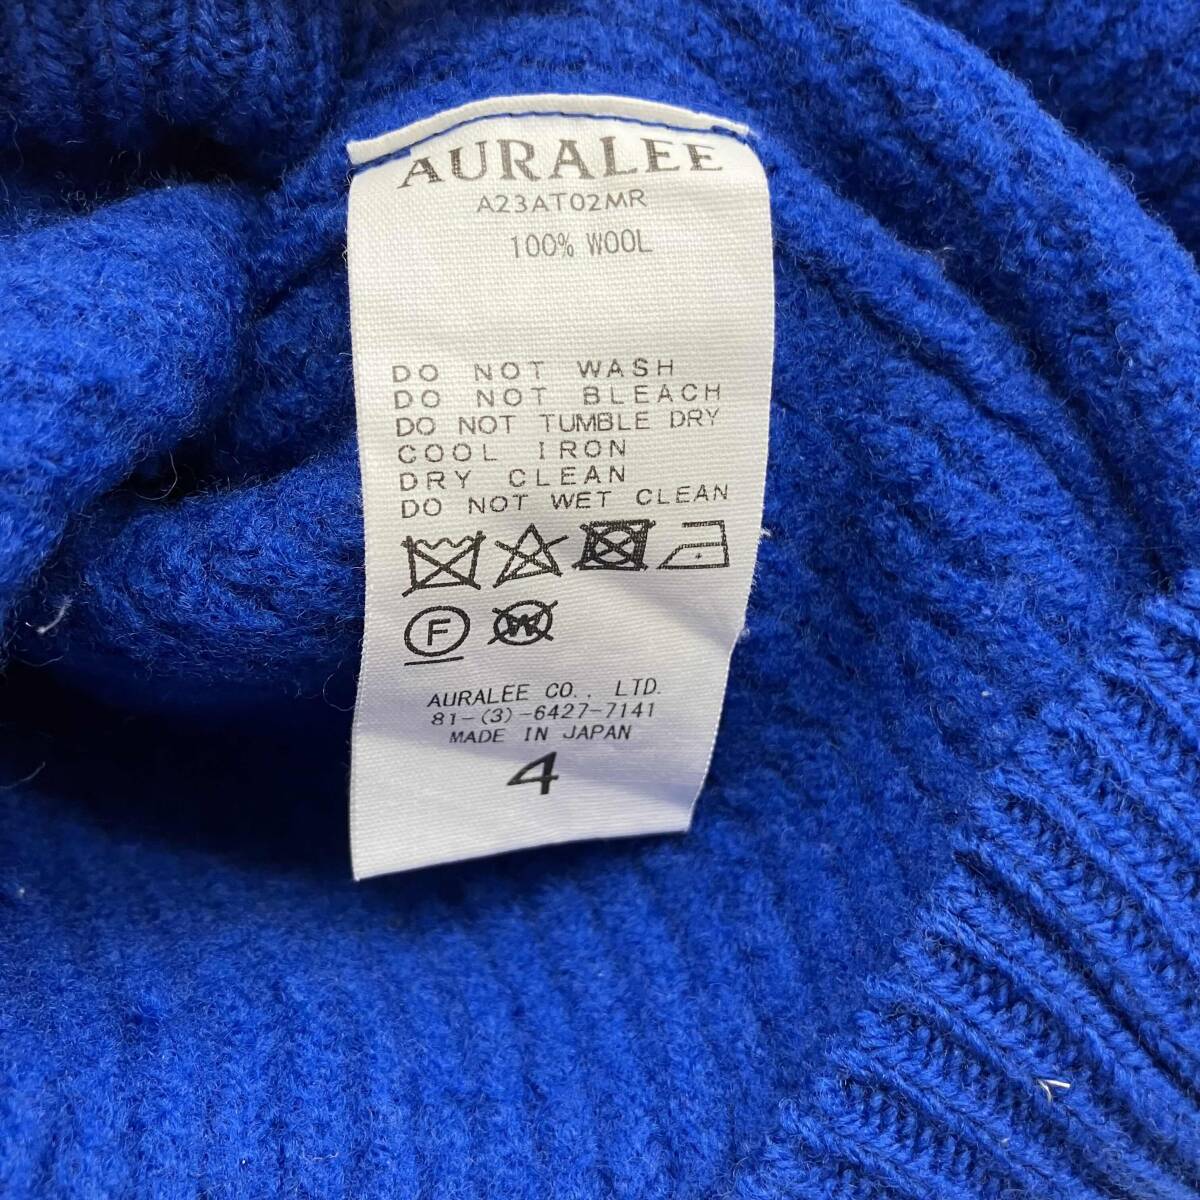 AURALEE
A23AT02MR
100% WOOL
DO NOT WASH
DO NOT BLEACH
DO NOT TUMBLE DRY
COOL IRON
DRY CLEAN
DO NOT WET CLEAN
F W
AURALEE CO., LTD.
81-(3)-6427-7141
MADE IN JAPAN
4